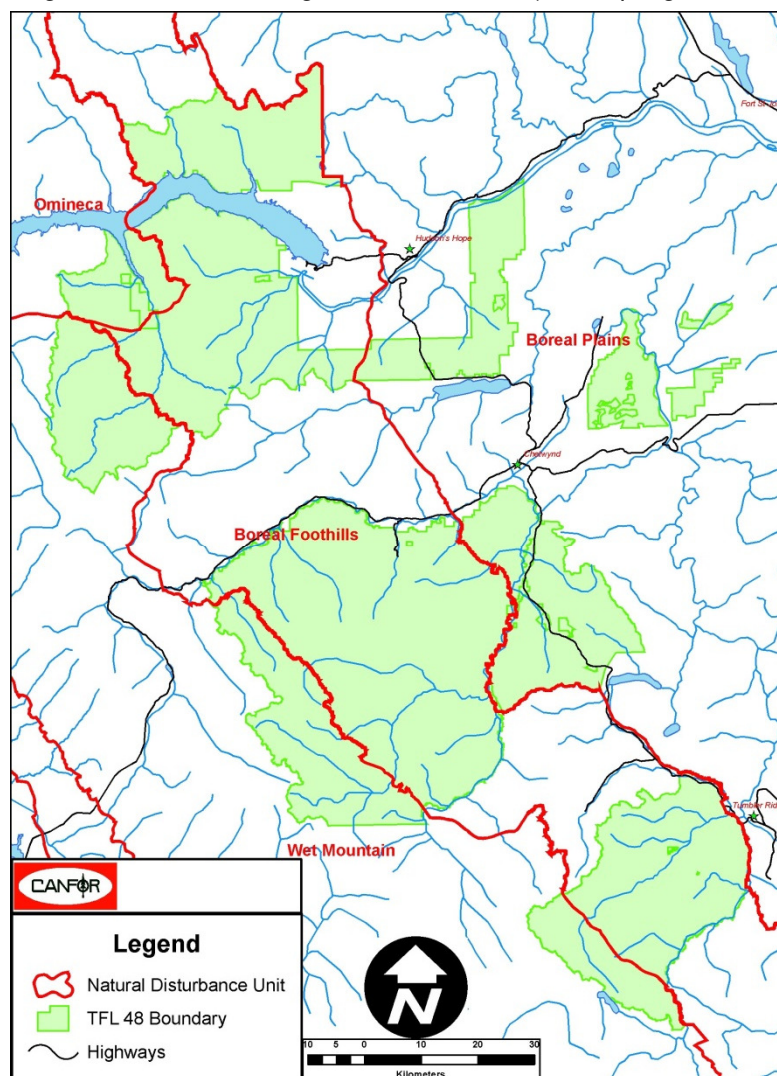 Fort St. Jo
Omineca
Hudson's Hope
Boreal Plains
Chetwynd
Boreal Foothills
Tumbler Rid
Wet Mountain
CANFOR
Legend
Natural Disturbance Unit
TFL 48 Boundary
Highways
N
10 5 0 10 20 30
Kilometers